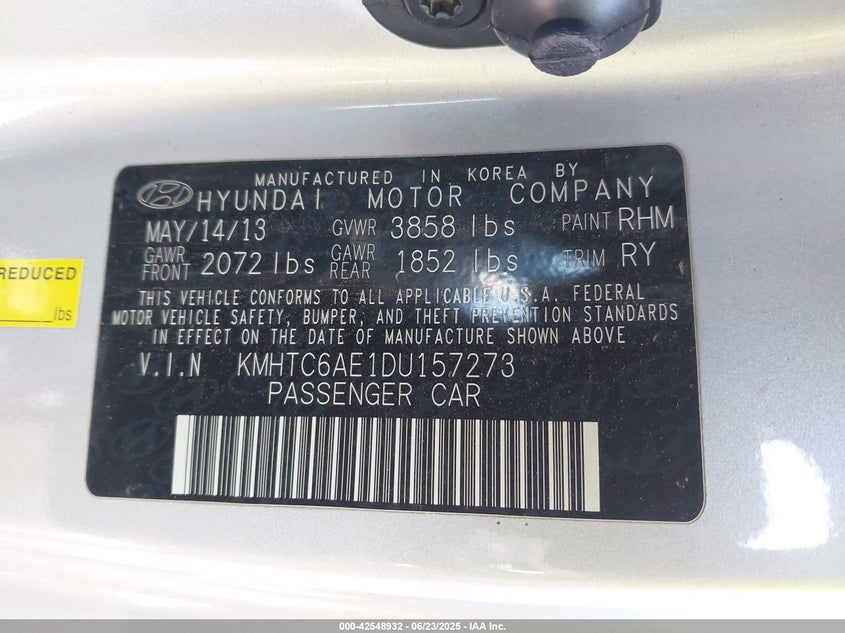 MANUFACTURED IN KOREA BY
HYUNDAI MOTOR COMPANY
MAY/14/13 GVWR 3858 lbs PAINT RHM
GAWR FRONT 2072 lbs GAWR REAR 1852 lbs TRIM RY
THIS VEHICLE CONFORMS TO ALL APPLICABLE U.S.A. FEDERAL
MOTOR VEHICLE SAFETY, BUMPER, AND THEFT PREVENTION STANDARDS
IN EFFECT ON THE DATE OF MANUFACTURE SHOWN ABOVE
V.I.N KMHTC6AE1DU157273
PASSENGER CAR
REDUCED
lbs
000-42548932 - 06/23/2025 - IAA Inc.